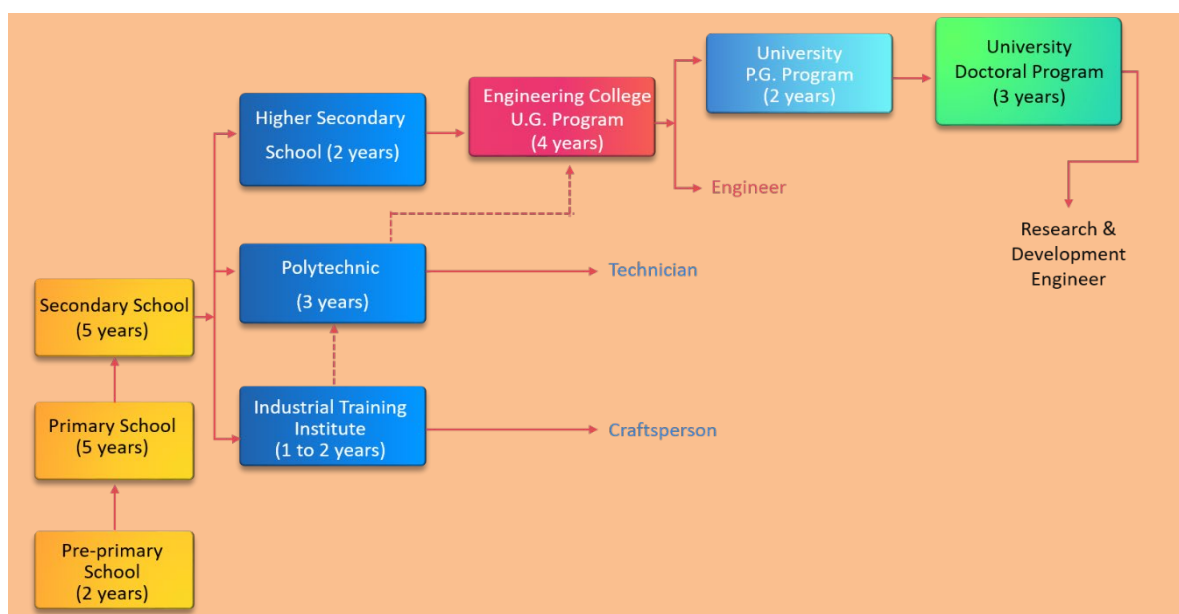 University
P.G. Program
(2 years)
University
Doctoral Program
(3 years)
Engineering College
U.G. Program
(4 years)
Higher Secondary
School (2 years)
Engineer
Research &
Development
Engineer
Polytechnic
(3 years)
Technician
Secondary School
(5 years)
Industrial Training
Institute
(1 to 2 years)
Craftsperson
Primary School
(5 years)
Pre-primary
School
(2 years)